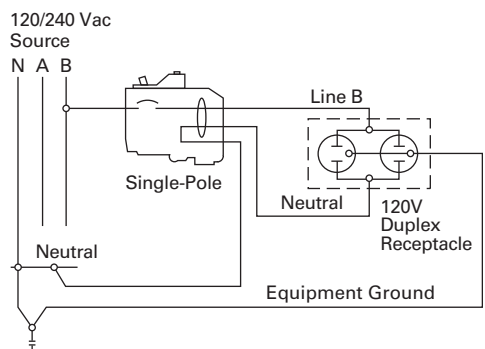 120/240 Vac
Source
N A B
Line B
Single-Pole
Neutral
120V
Duplex
Receptacle
Neutral
Equipment Ground